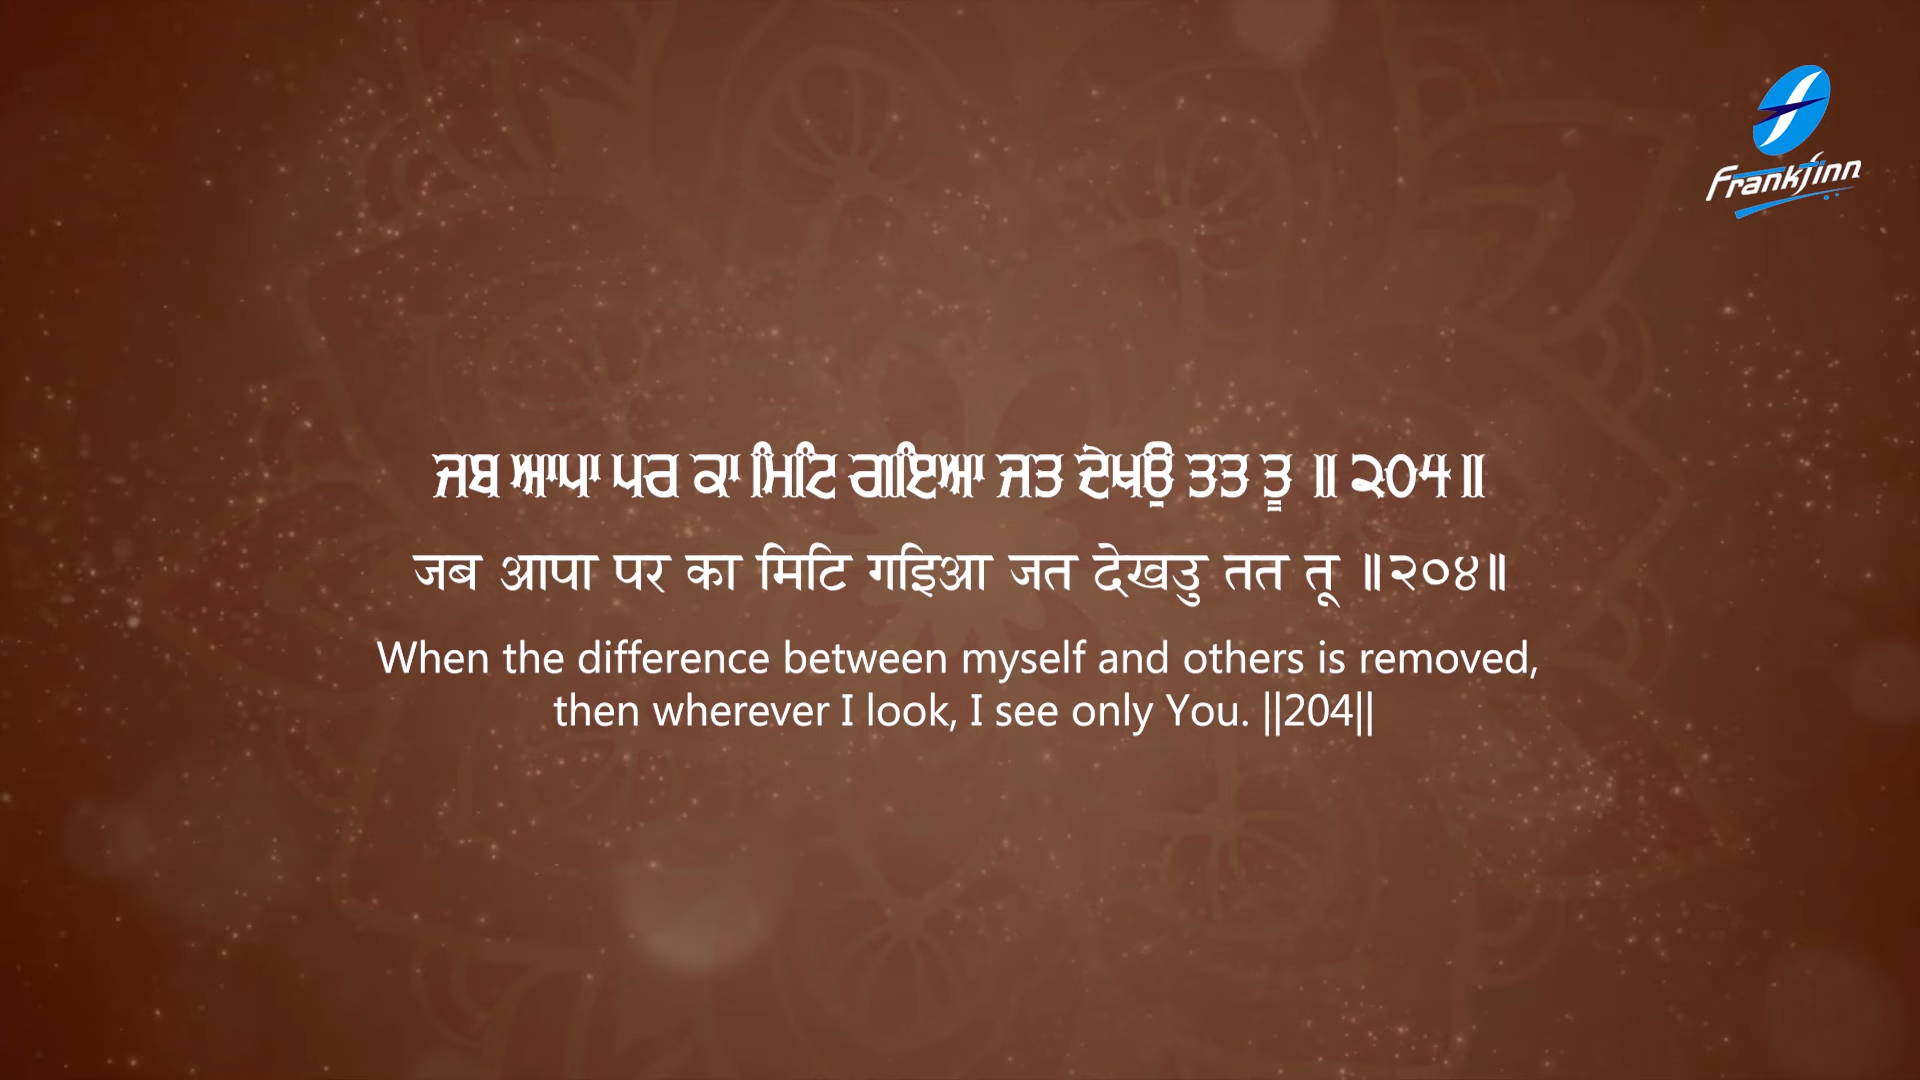 Frankfinn
ਜਬ ਆਪਾ ਪਰ ਕਾ ਮਿਟਿ ਗਇਆ ਜਤ ਦੇਖਉ ਤਤ ਤੂ ॥੨੦੪॥
जब आपा पर का मिटि गइिआ जत देखउु तत तू ॥२०४॥
When the difference between myself and others is removed,
then wherever I look, I see only You. ||204||